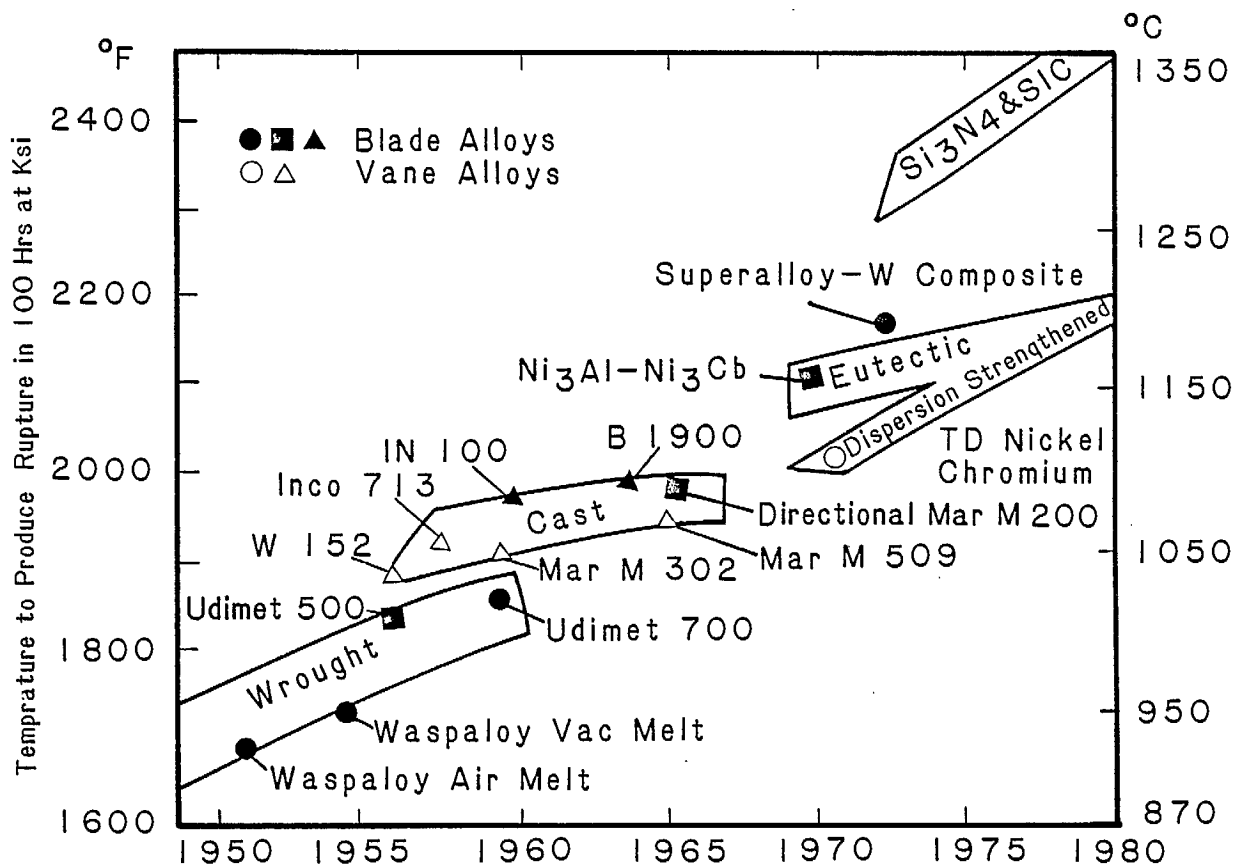 °F
°C
Temprature to Produce Rupture in 100 Hrs at Ksi
2400
2200
2000
1800
1600
1350
1250
1150
1050
950
870
Blade Alloys
Vane Alloys
Si3N4&SIC
Superalloy-W Composite
Ni3Al-Ni3Cb
Eutectic
Dispersion Strengthened
TD Nickel
Chromium
B 1900
IN 100
Inco 713
Cast
Directional Mar M 200
W 152
Mar M 302
Mar M 509
Udimet 500
Udimet 700
Wrought
Waspaloy Vac Melt
Waspaloy Air Melt
1950
1955
1960
1965
1970
1975
1980